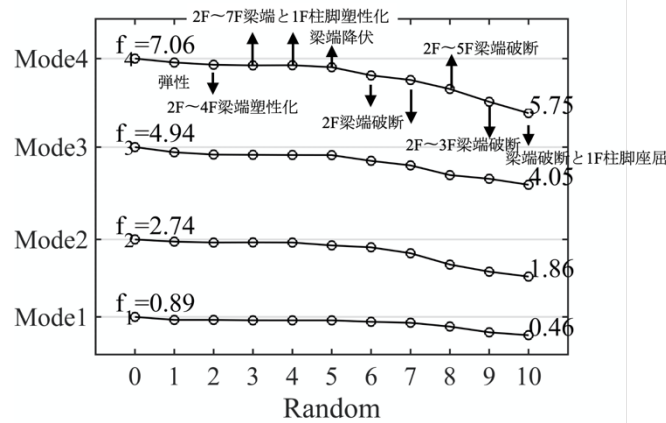 2F～7F梁端と1F柱脚塑性化
f₄=7.06
梁端降伏
2F～5F梁端破断
Mode4
弾性
2F～4F梁端塑性化
2F梁端破断
5.75
f₃=4.94
2F～3F梁端破断
Mode3
梁端破断と1F柱脚座屈
4.05
f₂=2.74
Mode2
1.86
f₁=0.89
Mode1
0.46
0 1 2 3 4 5 6 7 8 9 10
Random